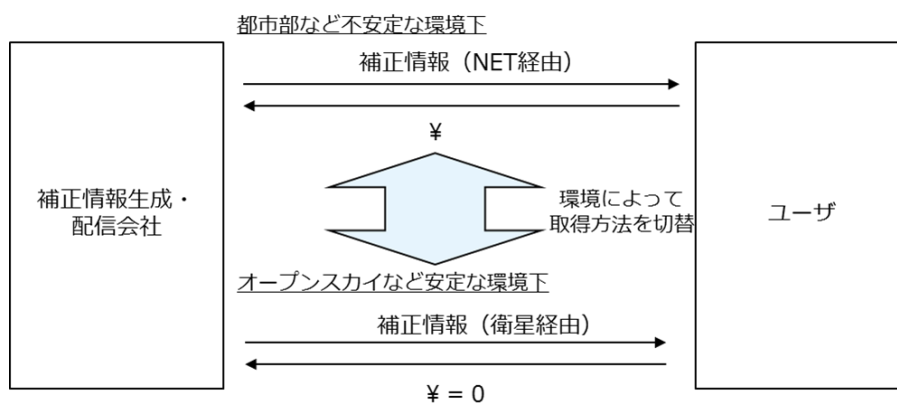 都市部など不安定な環境下
補正情報（NET経由）
¥
補正情報生成・
配信会社
環境によって
取得方法を切替
ユーザ
オープンスカイなど安定な環境下
補正情報（衛星経由）
¥ = 0